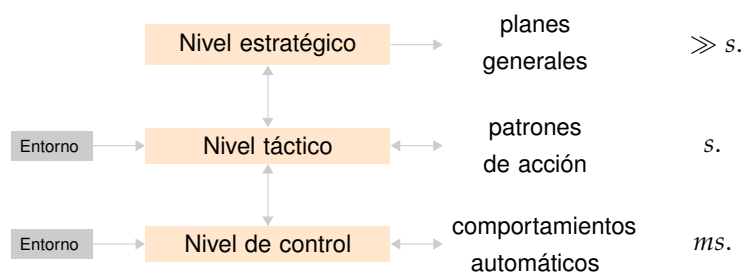 Nivel estratégico
planes
generales
≫ s.
Entorno
Nivel táctico
patrones
de acción
s.
Entorno
Nivel de control
comportamientos
automáticos
ms.